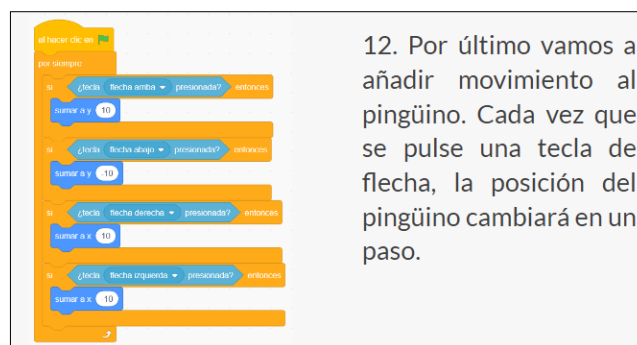 al hacer clic en
por siempre
si ¿tecla flecha arriba presionada? entonces
sumar a y 10
si ¿tecla flecha abajo presionada? entonces
sumar a y -10
si ¿tecla flecha derecha presionada? entonces
sumar a x 10
si ¿tecla flecha izquierda presionada? entonces
sumar a x -10
12. Por último vamos a
añadir movimiento al
pingüino. Cada vez que
se pulse una tecla de
flecha, la posición del
pingüino cambiará en un
paso.